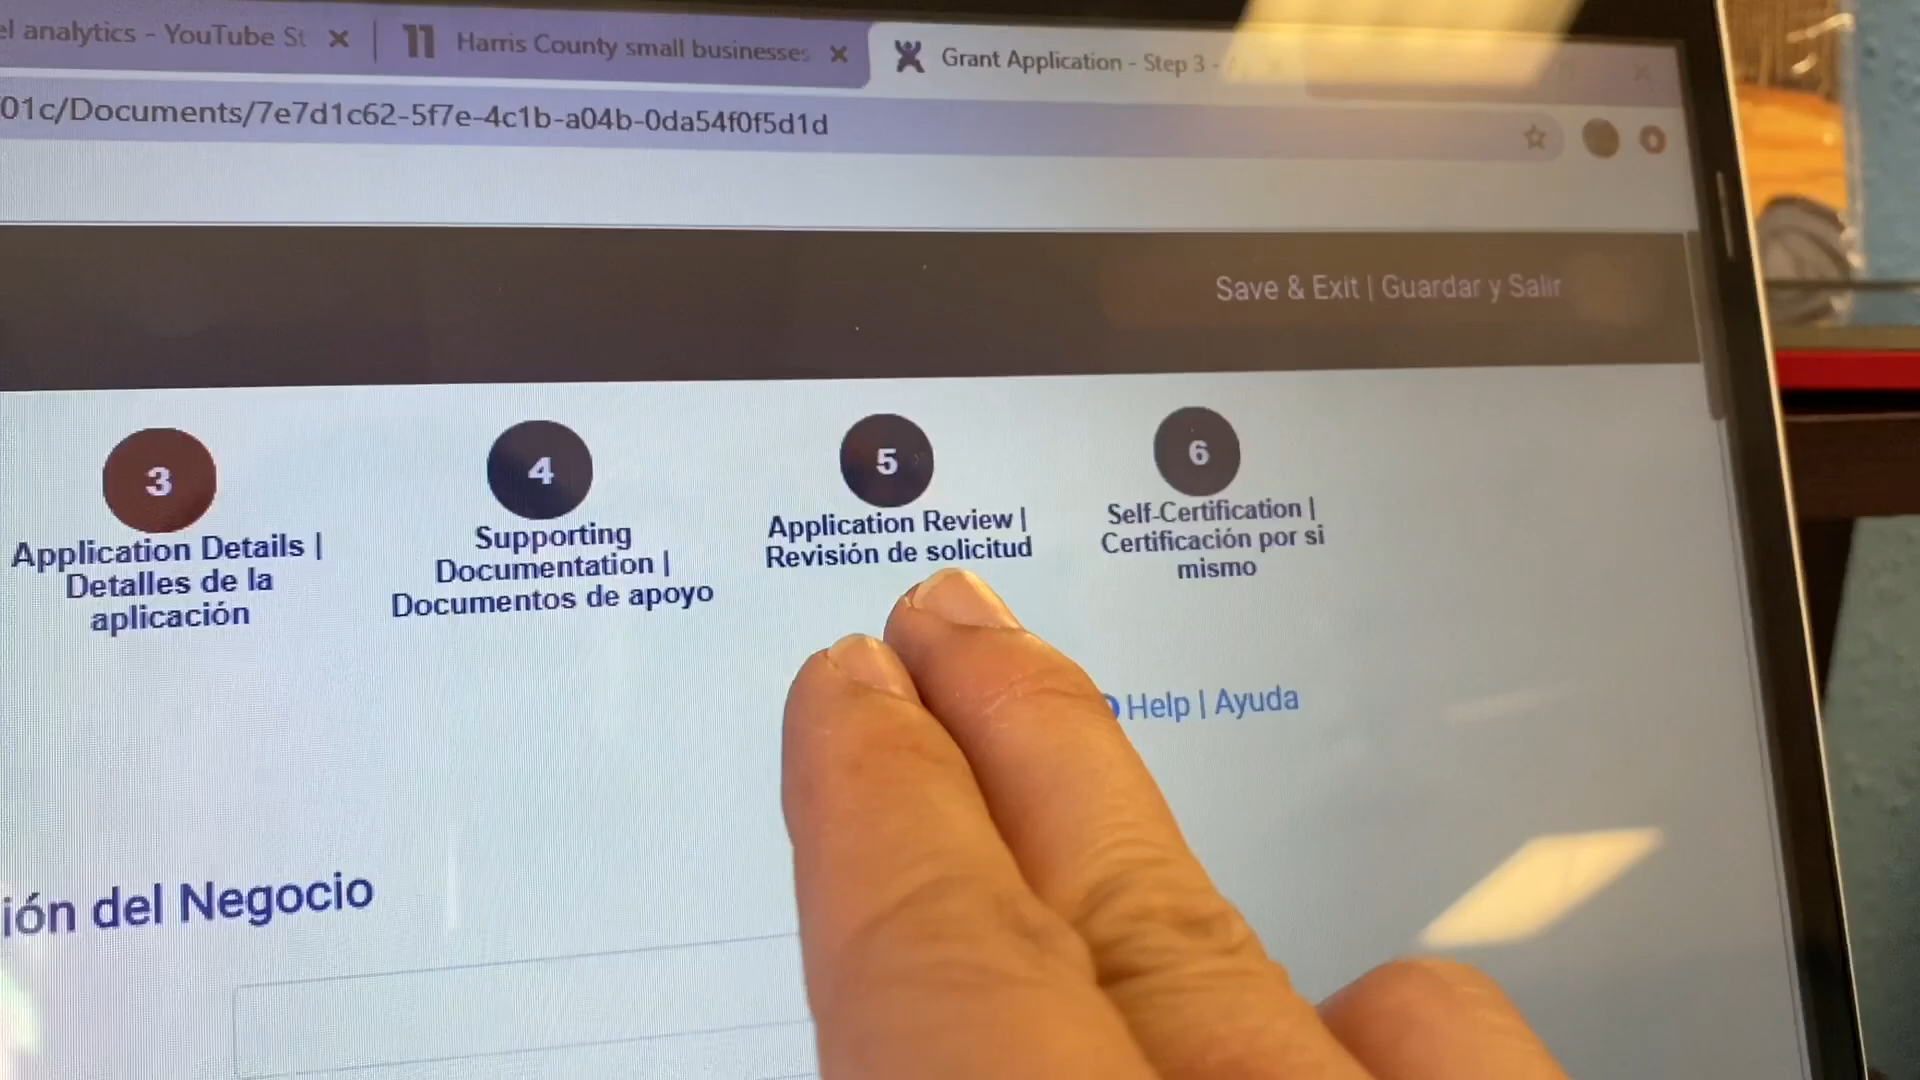 el analytics - YouTube St
Harris County small businesses
Grant Application - Step 3 -
01c/Documents/7e7d1c62-5f7e-4c1b-a04b-0da54f0f5d1d
Save & Exit | Guardar y Salir
3
4
5
6
Application Details |
Detalles de la
aplicación
Supporting
Documentation |
Documentos de apoyo
Application Review |
Revisión de solicitud
Self-Certification |
Certificación por si
mismo
Help | Ayuda
ión del Negocio